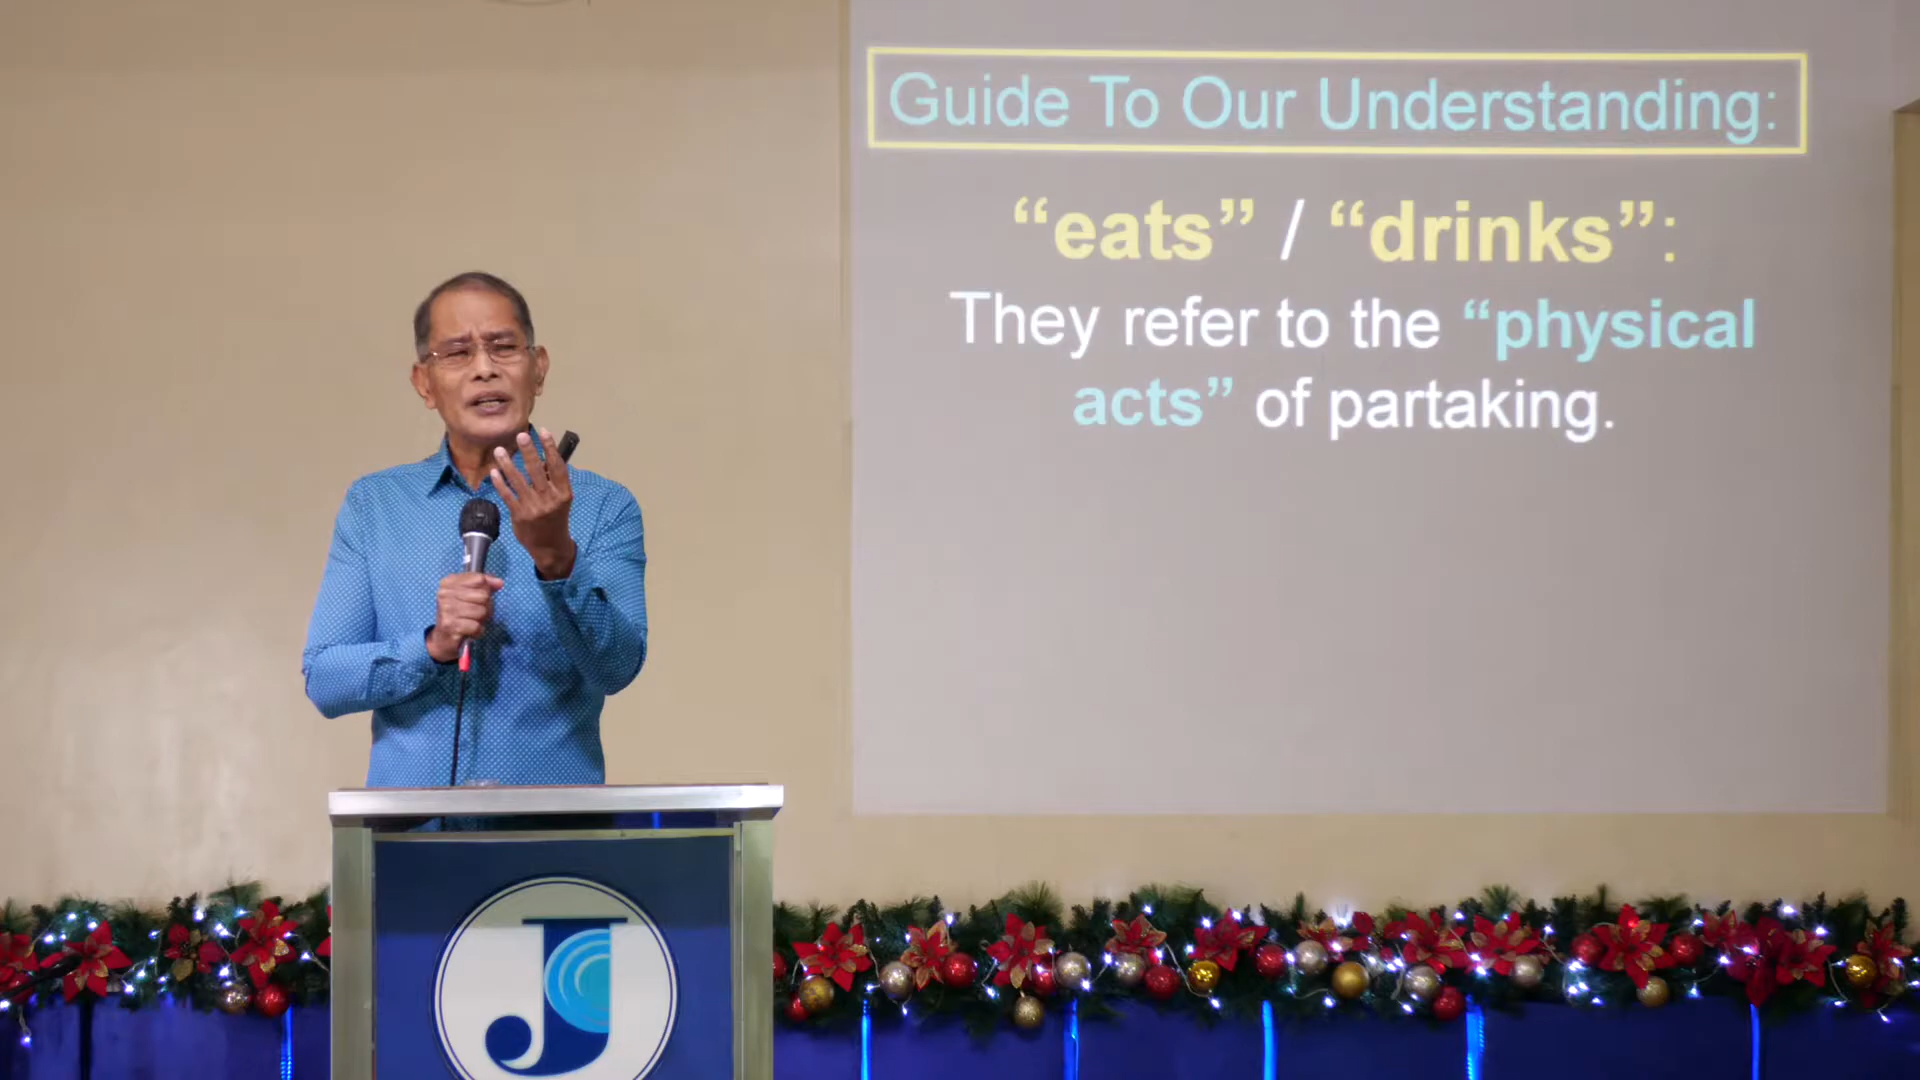 Guide To Our Understanding:
“eats” / “drinks”:
They refer to the “physical
acts” of partaking.
J